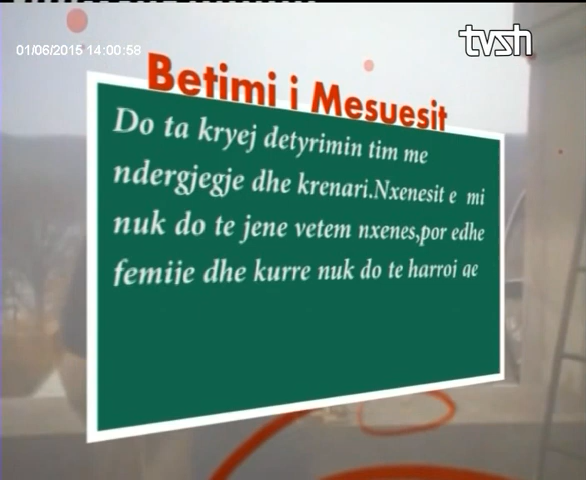 01/06/2015 14:00:58
tvsh
Betimi i Mesuesit
Do ta kryej detyrimin tim me
ndergjegje dhe krenari.Nxenesit e mi
nuk do te jene vetem nxenes,por edhe
femije dhe kurre nuk do te harroj qe